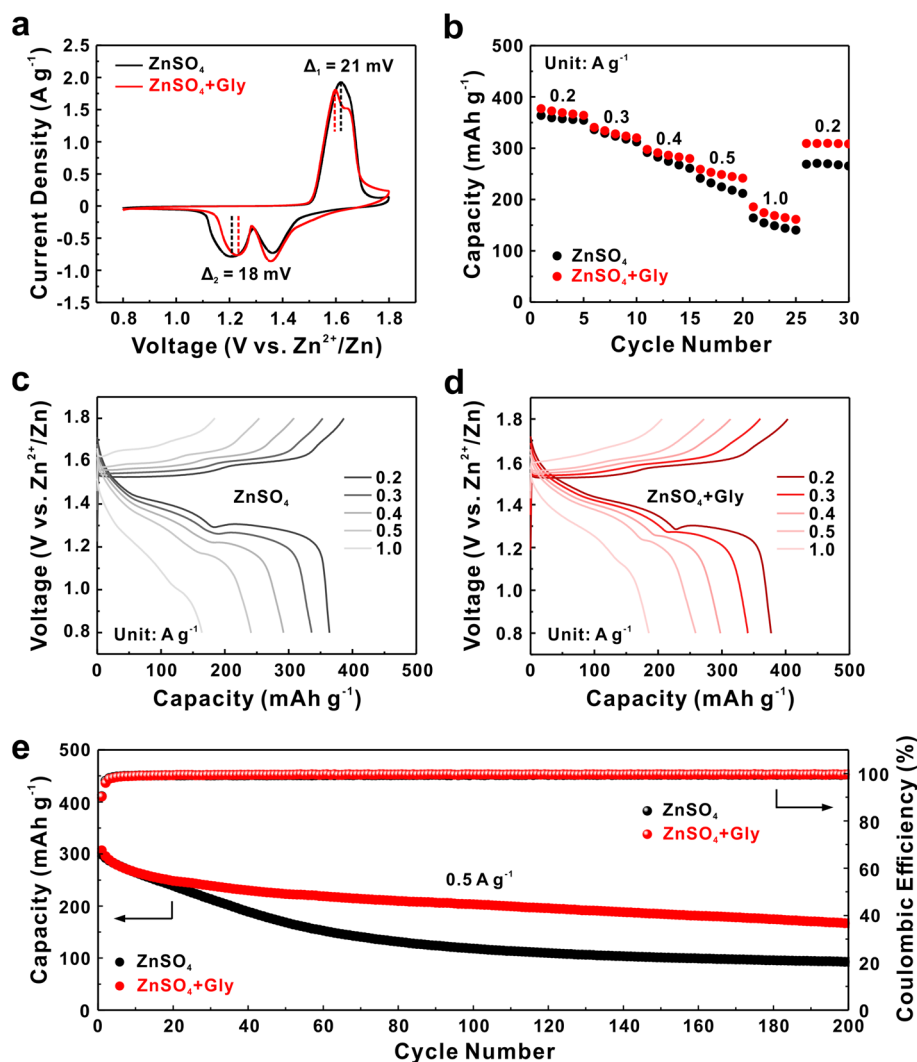 a
Current Density (A g⁻¹)
2.5
2.0
1.5
1.0
0.5
0.0
-0.5
-1.0
-1.5
ZnSO₄
ZnSO₄+Gly
Δ₁ = 21 mV
Δ₂ = 18 mV
0.8 1.0 1.2 1.4 1.6 1.8
Voltage (V vs. Zn²⁺/Zn)
b
Capacity (mAh g⁻¹)
500
400
300
200
100
0
Unit: A g⁻¹
0.2
0.3
0.4
0.5
1.0
0.2
ZnSO₄
ZnSO₄+Gly
0 5 10 15 20 25 30
Cycle Number
c
Voltage (V vs. Zn²⁺/Zn)
1.8
1.6
1.4
1.2
1.0
0.8
ZnSO₄
0.2
0.3
0.4
0.5
1.0
Unit: A g⁻¹
0 100 200 300 400 500
Capacity (mAh g⁻¹)
d
Voltage (V vs. Zn²⁺/Zn)
1.8
1.6
1.4
1.2
1.0
0.8
ZnSO₄+Gly
0.2
0.3
0.4
0.5
1.0
Unit: A g⁻¹
0 100 200 300 400 500
Capacity (mAh g⁻¹)
e
Capacity (mAh g⁻¹)
500
400
300
200
100
0
ZnSO₄
ZnSO₄+Gly
0.5 A g⁻¹
ZnSO₄
ZnSO₄+Gly
100
80
60
40
20
0
Coulombic Efficiency (%)
0 20 40 60 80 100 120 140 160 180 200
Cycle Number